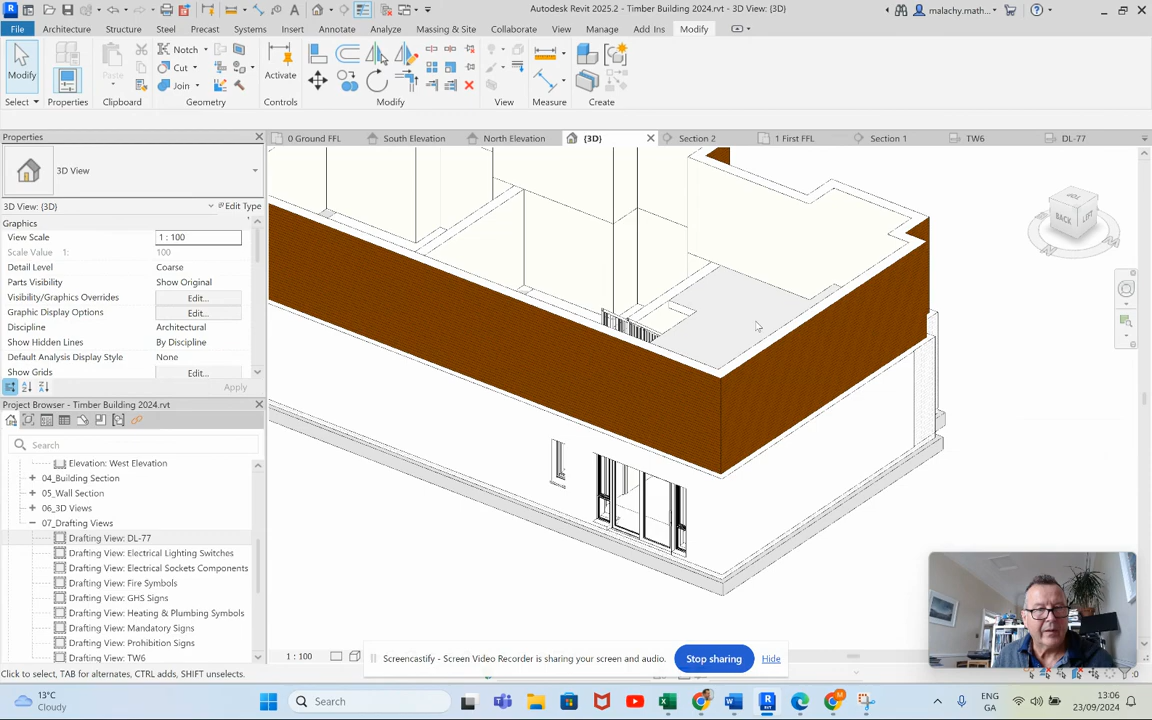 Autodesk Revit 2025.2 - Timber Building 2024.rvt - 3D View: {3D}
malachy.math...
File
Architecture
Structure
Steel
Precast
Systems
Insert
Annotate
Analyze
Massing & Site
Collaborate
View
Manage
Add Ins
Modify
Modify
Properties
Paste
Notch
Cut
Join
Activate
Select
Properties
Clipboard
Geometry
Controls
Modify
View
Measure
Create
Properties
0 Ground FFL
South Elevation
North Elevation
{3D}
Section 2
1 First FFL
Section 1
TW6
DL-77
3D View
3D View: {3D}
Edit Type
Graphics
View Scale
1 : 100
Scale Value 1:
100
Detail Level
Coarse
Parts Visibility
Show Original
Visibility/Graphics Overrides
Edit...
Graphic Display Options
Edit...
Discipline
Architectural
Show Hidden Lines
By Discipline
Default Analysis Display Style
None
Show Grids
Edit...
Apply
Project Browser - Timber Building 2024.rvt
Search
Elevation: West Elevation
04_Building Section
05_Wall Section
06_3D Views
07_Drafting Views
Drafting View: DL-77
Drafting View: Electrical Lighting Switches
Drafting View: Electrical Sockets Components
Drafting View: Fire Symbols
Drafting View: GHS Signs
Drafting View: Heating & Plumbing Symbols
Drafting View: Mandatory Signs
Drafting View: Prohibition Signs
Drafting View: TW6
BACK
LEFT
1 : 100
Screencastify - Screen Video Recorder is sharing your screen and audio.
Stop sharing
Hide
Click to select, TAB for alternates, CTRL adds, SHIFT unselects.
:0
13°C
Cloudy
Search
ENG
GA
13:06
23/09/2024